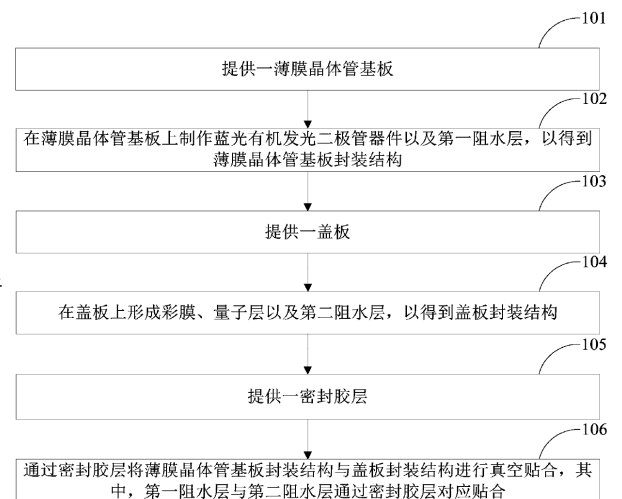 101
提供一薄膜晶体管基板
102
在薄膜晶体管基板上制作蓝光有机发光二极管器件以及第一阻水层，以得到
薄膜晶体管基板封装结构
103
提供一盖板
104
在盖板上形成彩膜、量子层以及第二阻水层，以得到盖板封装结构
105
提供一密封胶层
106
通过密封胶层将薄膜晶体管基板封装结构与盖板封装结构进行真空贴合，其
中，第一阻水层与第二阻水层通过密封胶层对应贴合